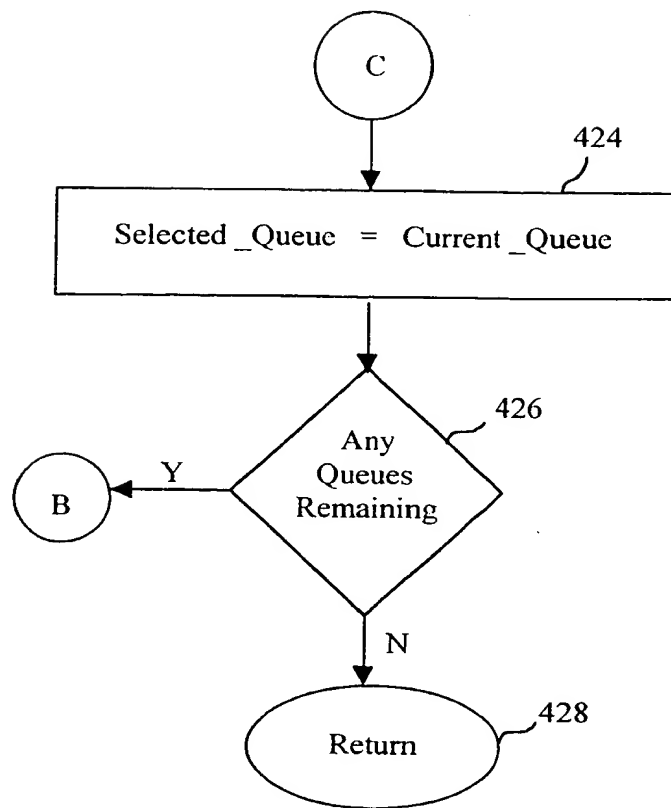 C
424
Selected _Queue = Current _Queue
426
Any
Queues
Remaining
Y
B
N
428
Return